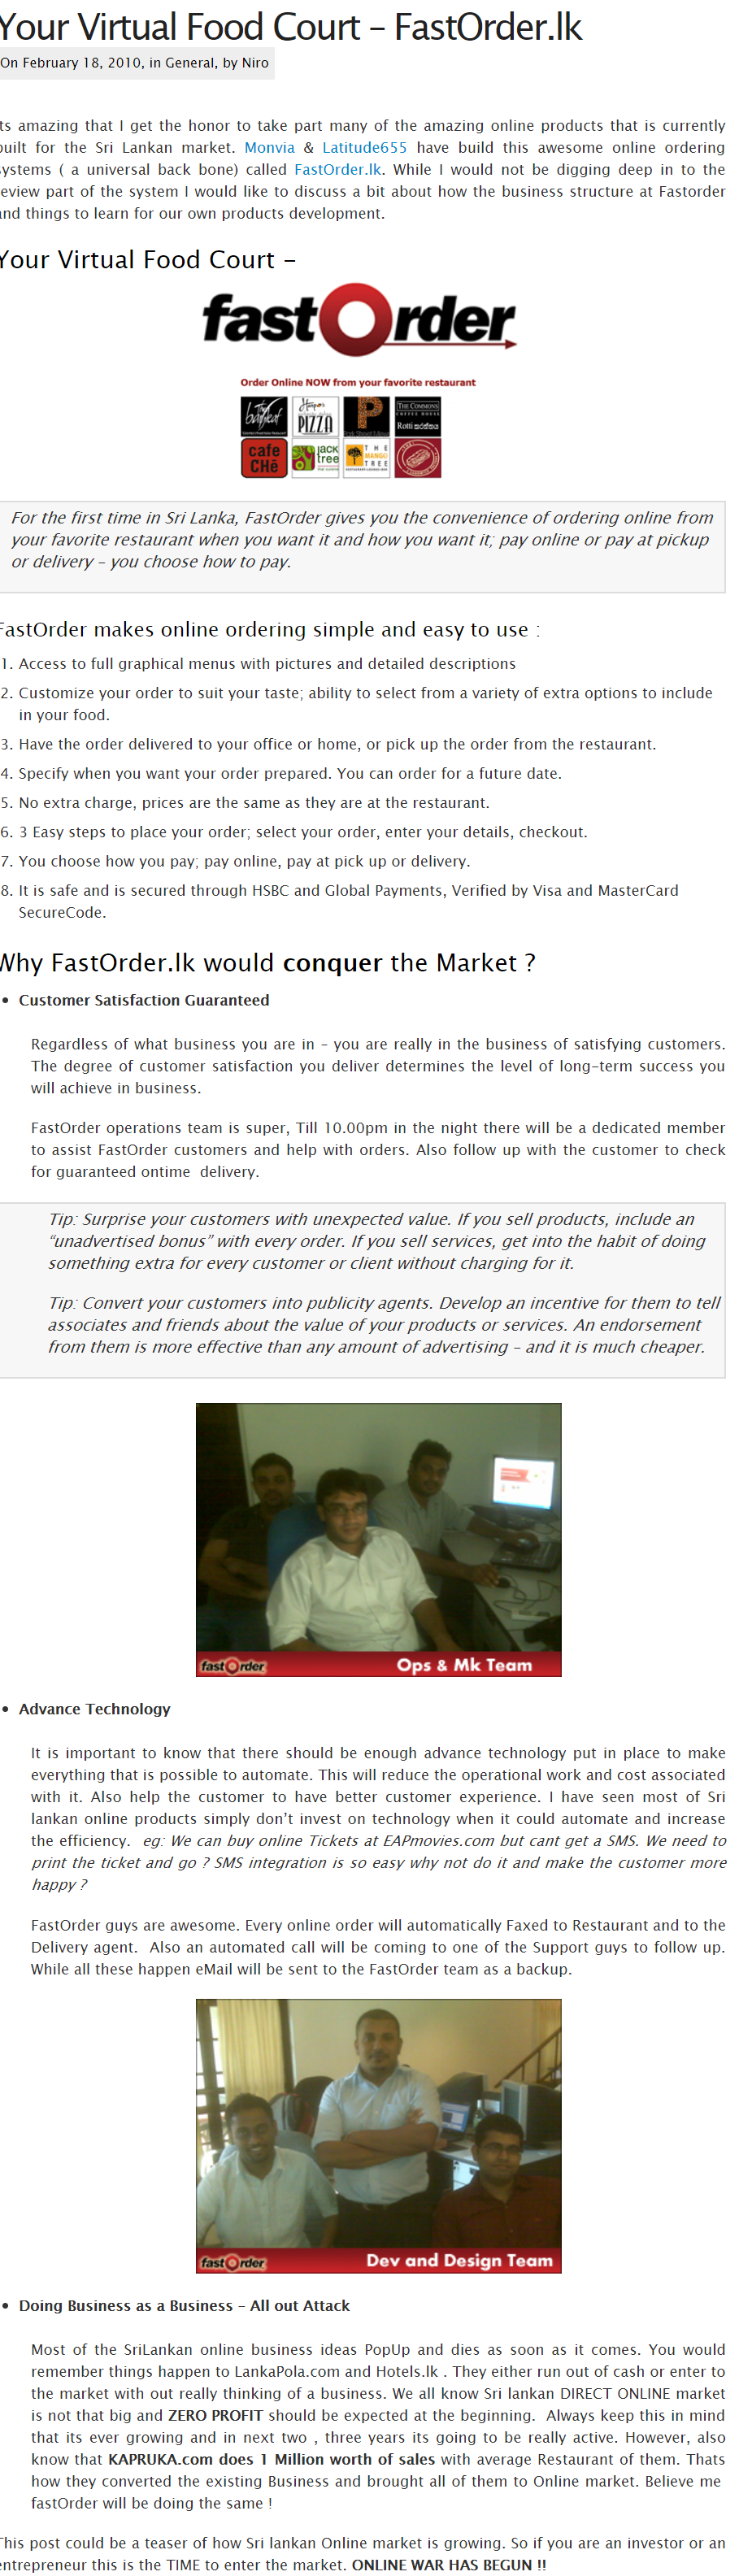 Your Virtual Food Court – FastOrder.lk
On February 18, 2010, in General, by Niro
ts amazing that I get the honor to take part many of the amazing online products that is currently
built for the Sri Lankan market. Monvia & Latitude655 have build this awesome online ordering
systems ( a universal back bone) called FastOrder.lk. While I would not be digging deep in to the
review part of the system I would like to discuss a bit about how the business structure at Fastorder
and things to learn for our own products development.
Your Virtual Food Court –
fastOrder
Order Online NOW from your favorite restaurant
The bayleaf Harpo's PIZZA P Park Street Mews THE COMMONS COFFEE HOUSE Rotti
cafe CHé jack tree THE MANGO TREE
For the first time in Sri Lanka, FastOrder gives you the convenience of ordering online from
your favorite restaurant when you want it and how you want it; pay online or pay at pickup
or delivery – you choose how to pay.
FastOrder makes online ordering simple and easy to use :
1. Access to full graphical menus with pictures and detailed descriptions
2. Customize your order to suit your taste; ability to select from a variety of extra options to include
in your food.
3. Have the order delivered to your office or home, or pick up the order from the restaurant.
4. Specify when you want your order prepared. You can order for a future date.
5. No extra charge, prices are the same as they are at the restaurant.
6. 3 Easy steps to place your order; select your order, enter your details, checkout.
7. You choose how you pay; pay online, pay at pick up or delivery.
8. It is safe and is secured through HSBC and Global Payments, Verified by Visa and MasterCard
SecureCode.
Why FastOrder.lk would conquer the Market ?
• Customer Satisfaction Guaranteed
Regardless of what business you are in – you are really in the business of satisfying customers.
The degree of customer satisfaction you deliver determines the level of long-term success you
will achieve in business.
FastOrder operations team is super, Till 10.00pm in the night there will be a dedicated member
to assist FastOrder customers and help with orders. Also follow up with the customer to check
for guaranteed ontime delivery.
Tip: Surprise your customers with unexpected value. If you sell products, include an
“unadvertised bonus” with every order. If you sell services, get into the habit of doing
something extra for every customer or client without charging for it.
Tip: Convert your customers into publicity agents. Develop an incentive for them to tell
associates and friends about the value of your products or services. An endorsement
from them is more effective than any amount of advertising – and it is much cheaper.
fastOrder Ops & Mk Team
• Advance Technology
It is important to know that there should be enough advance technology put in place to make
everything that is possible to automate. This will reduce the operational work and cost associated
with it. Also help the customer to have better customer experience. I have seen most of Sri
lankan online products simply don’t invest on technology when it could automate and increase
the efficiency. eg: We can buy online Tickets at EAPmovies.com but cant get a SMS. We need to
print the ticket and go ? SMS integration is so easy why not do it and make the customer more
happy ?
FastOrder guys are awesome. Every online order will automatically Faxed to Restaurant and to the
Delivery agent. Also an automated call will be coming to one of the Support guys to follow up.
While all these happen eMail will be sent to the FastOrder team as a backup.
fastOrder Dev and Design Team
• Doing Business as a Business – All out Attack
Most of the SriLankan online business ideas PopUp and dies as soon as it comes. You would
remember things happen to LankaPola.com and Hotels.lk . They either run out of cash or enter to
the market with out really thinking of a business. We all know Sri lankan DIRECT ONLINE market
is not that big and ZERO PROFIT should be expected at the beginning. Always keep this in mind
that its ever growing and in next two , three years its going to be really active. However, also
know that KAPRUKA.com does 1 Million worth of sales with average Restaurant of them. Thats
how they converted the existing Business and brought all of them to Online market. Believe me
fastOrder will be doing the same !
This post could be a teaser of how Sri lankan Online market is growing. So if you are an investor or an
entrepreneur this is the TIME to enter the market. ONLINE WAR HAS BEGUN !!